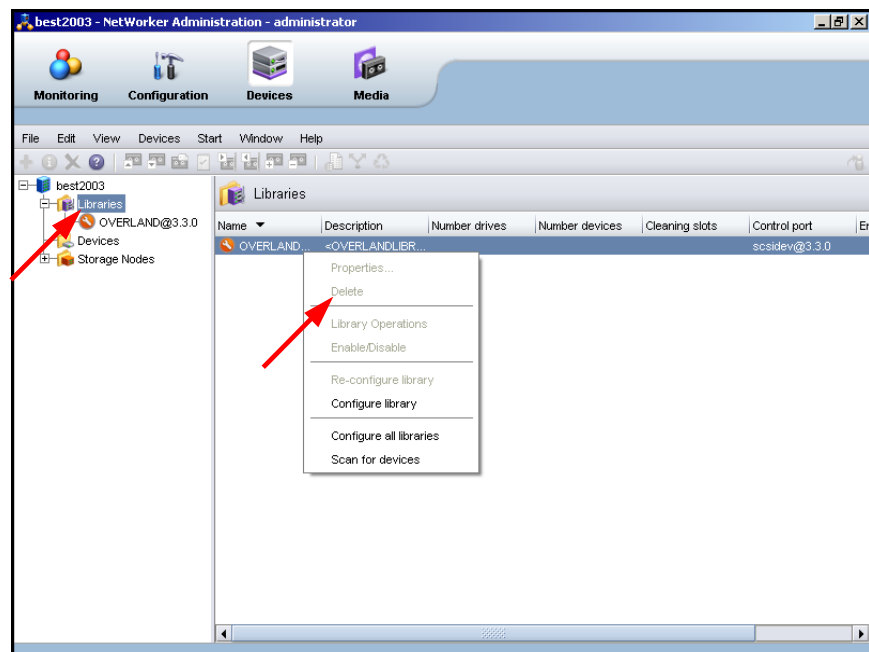 best2003 - NetWorker Administration - administrator
Monitoring Configuration Devices Media
File Edit View Devices Start Window Help
best2003
Libraries
OVERLAND@3.3.0
Devices
Storage Nodes
Libraries
Name Description Number drives Number devices Cleaning slots Control port Er
OVERLAND... <OVERLANDLIBR... scsidev@3.3.0
Properties...
Delete
Library Operations
Enable/Disable
Re-configure library
Configure library
Configure all libraries
Scan for devices